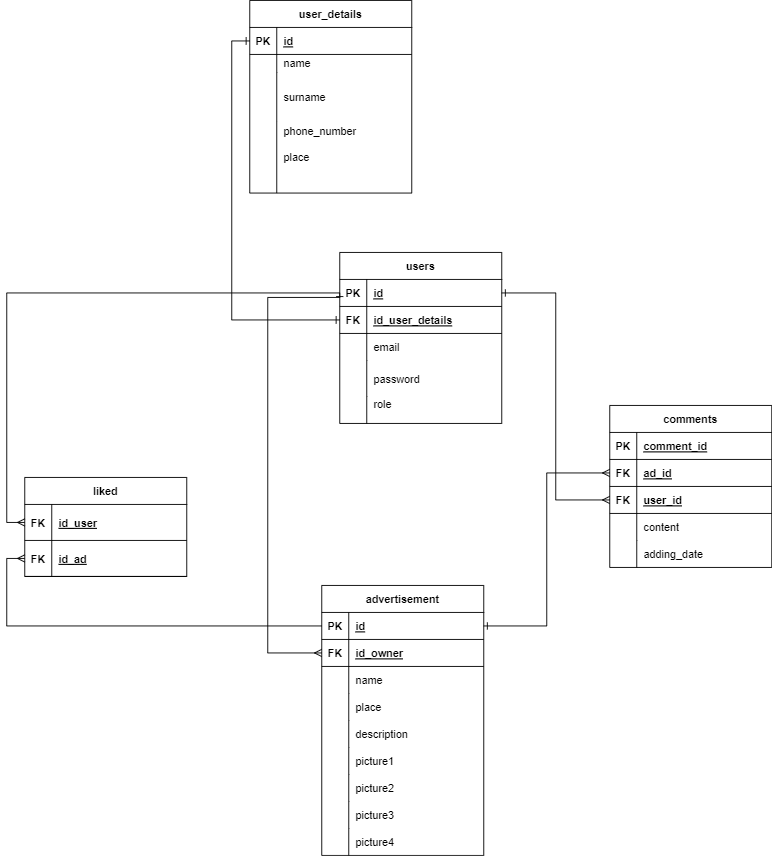 user_details
PK id
name
surname
phone_number
place
users
PK id
FK id_user_details
email
password
role
comments
PK comment_id
FK ad_id
FK user_id
content
adding_date
liked
FK id_user
FK id_ad
advertisement
PK id
FK id_owner
name
place
description
picture1
picture2
picture3
picture4